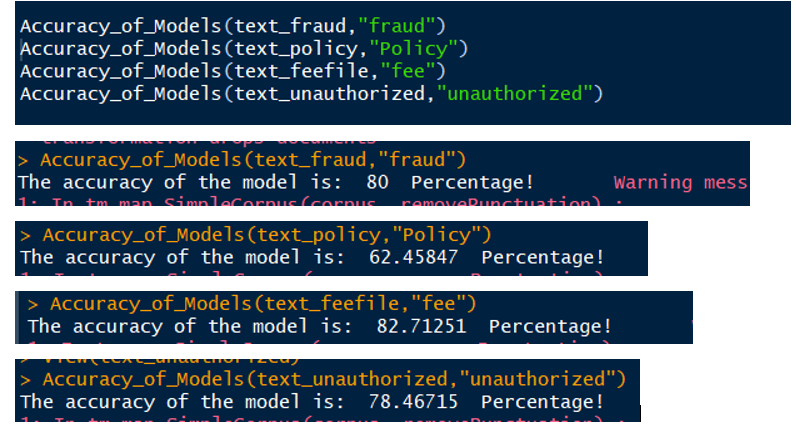 Accuracy_of_Models(text_fraud,"fraud")
Accuracy_of_Models(text_policy,"Policy")
Accuracy_of_Models(text_feefile,"fee")
Accuracy_of_Models(text_unauthorized,"unauthorized")
transformation drops documents
> Accuracy_of_Models(text_fraud,"fraud")
The accuracy of the model is:  80  Percentage!       Warning mess
1: In tm_map.SimpleCorpus(corpus, removePunctuation) :
> Accuracy_of_Models(text_policy,"Policy")
The accuracy of the model is:  62.45847  Percentage!
> Accuracy_of_Models(text_feefile,"fee")
The accuracy of the model is:  82.71251  Percentage!
> View(text_unauthorized)
> Accuracy_of_Models(text_unauthorized,"unauthorized")
The accuracy of the model is:  78.46715  Percentage!
1: In tm_map.SimpleCorpus(corpus, removePunctuation) :